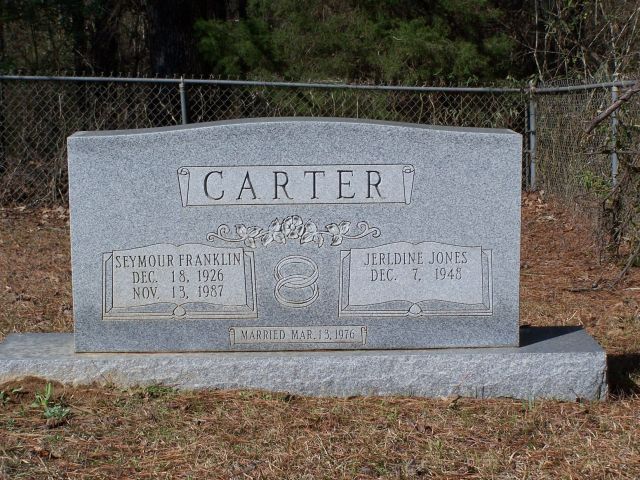 CARTER
SEYMOUR FRANKLIN
DEC. 18, 1926
NOV. 13, 1987
JERLDINE JONES
DEC. 7, 1948
MARRIED MAR. 13, 1976